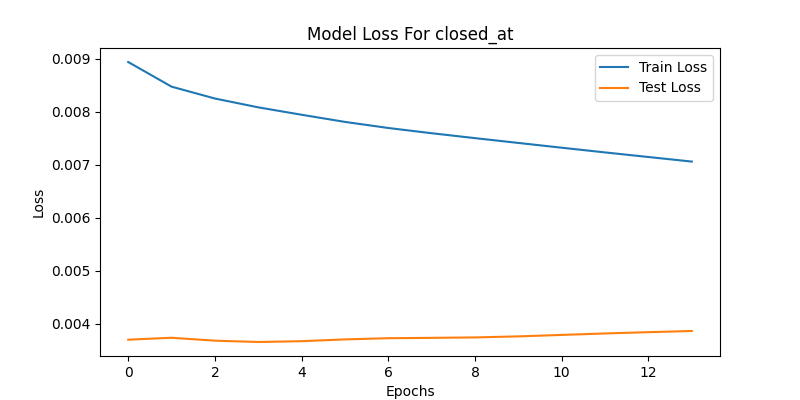 Model Loss For closed_at
Train Loss
Test Loss
0.009
0.008
0.007
0.006
0.005
0.004
Loss
0 2 4 6 8 10 12
Epochs